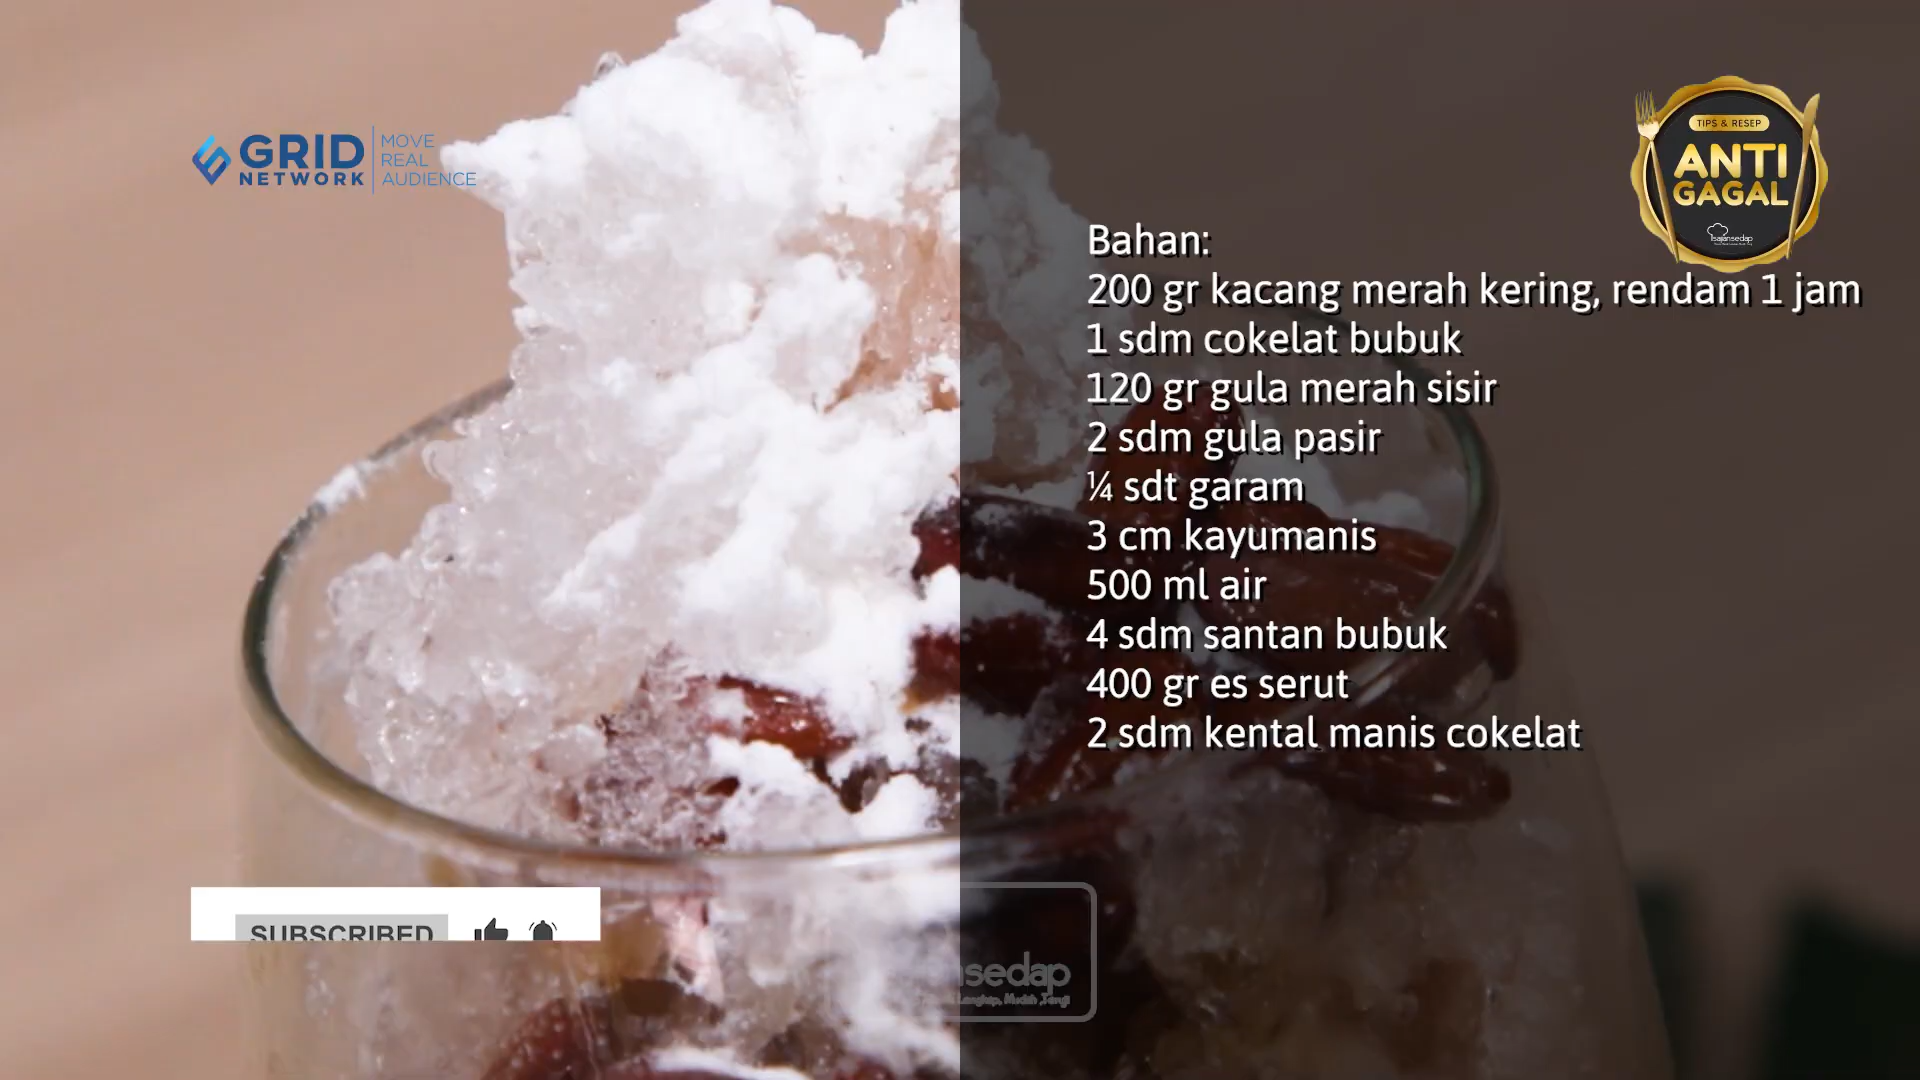 GRID
NETWORK
MOVE
REAL
AUDIENCE
TIPS & RESEP
ANTI
GAGAL
sajiansedap
Bahan:
200 gr kacang merah kering, rendam 1 jam
1 sdm cokelat bubuk
120 gr gula merah sisir
2 sdm gula pasir
¼ sdt garam
3 cm kayumanis
500 ml air
4 sdm santan bubuk
400 gr es serut
2 sdm kental manis cokelat
SUBSCRIBED
nsedap